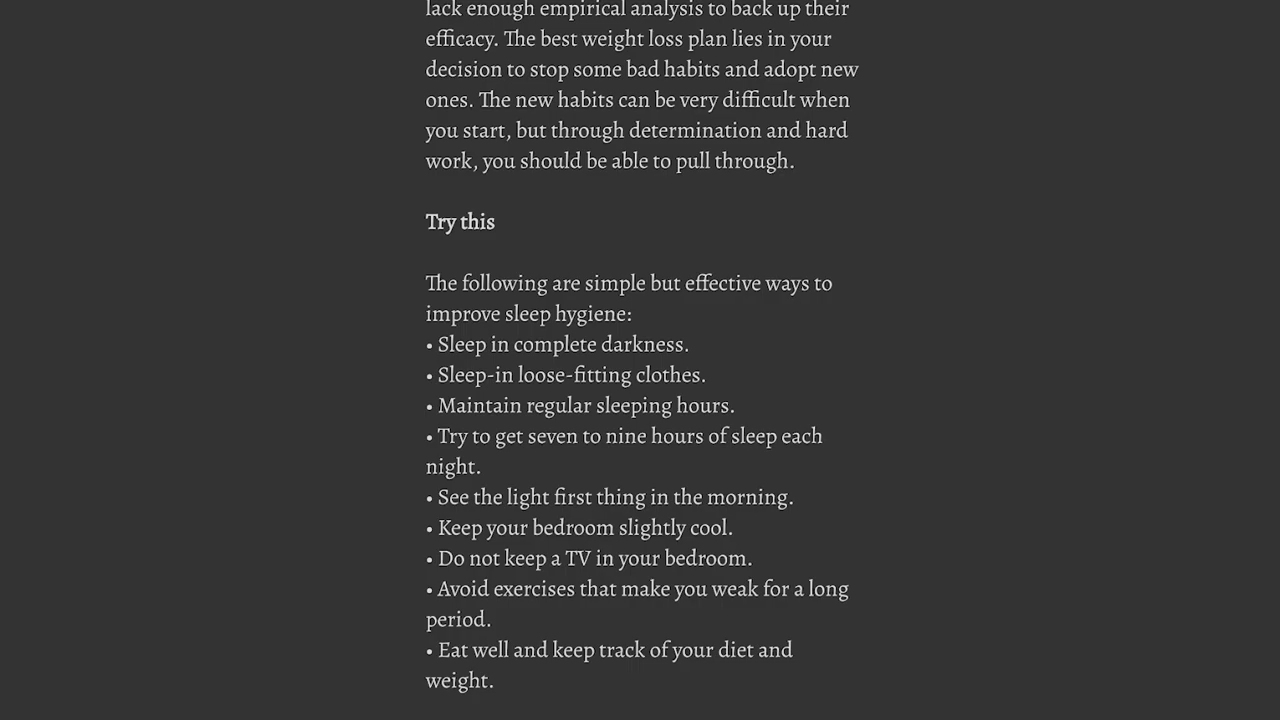 lack enough empirical analysis to back up their
efficacy. The best weight loss plan lies in your
decision to stop some bad habits and adopt new
ones. The new habits can be very difficult when
you start, but through determination and hard
work, you should be able to pull through.
Try this
The following are simple but effective ways to
improve sleep hygiene:
• Sleep in complete darkness.
• Sleep-in loose-fitting clothes.
• Maintain regular sleeping hours.
• Try to get seven to nine hours of sleep each
night.
• See the light first thing in the morning.
• Keep your bedroom slightly cool.
• Do not keep a TV in your bedroom.
• Avoid exercises that make you weak for a long
period.
• Eat well and keep track of your diet and
weight.